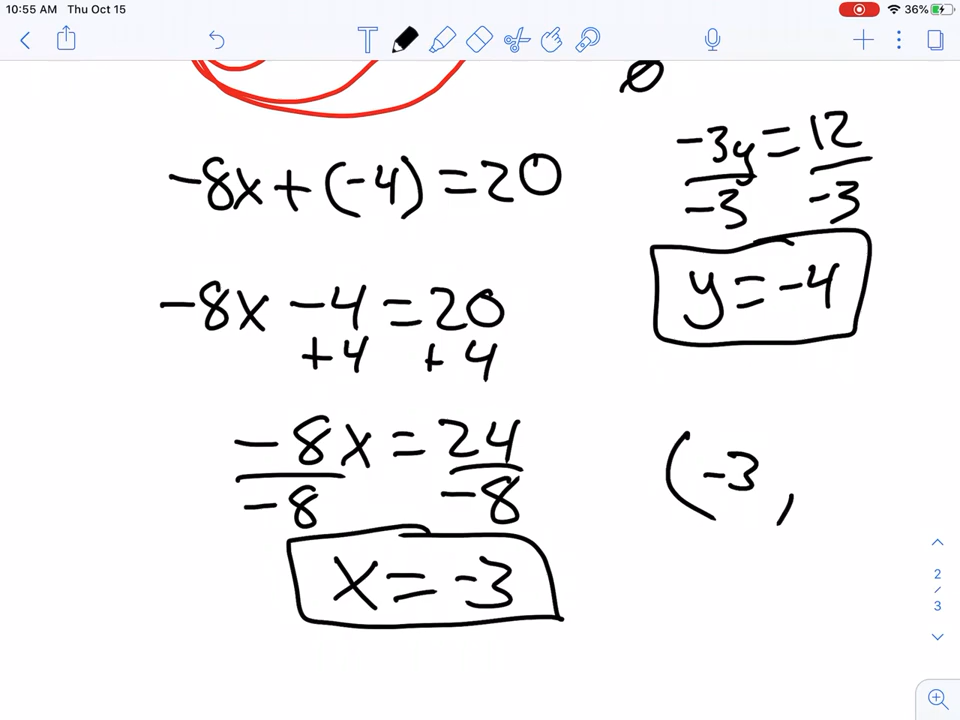 10:55 AM Thu Oct 15
36%
T
-8x + (-4) = 20
-8x - 4 = 20
+4 +4
-8x = 24
-8 -8
x = -3
0
-3y = 12
-3 -3
y = -4
(-3 ,
2
/
3